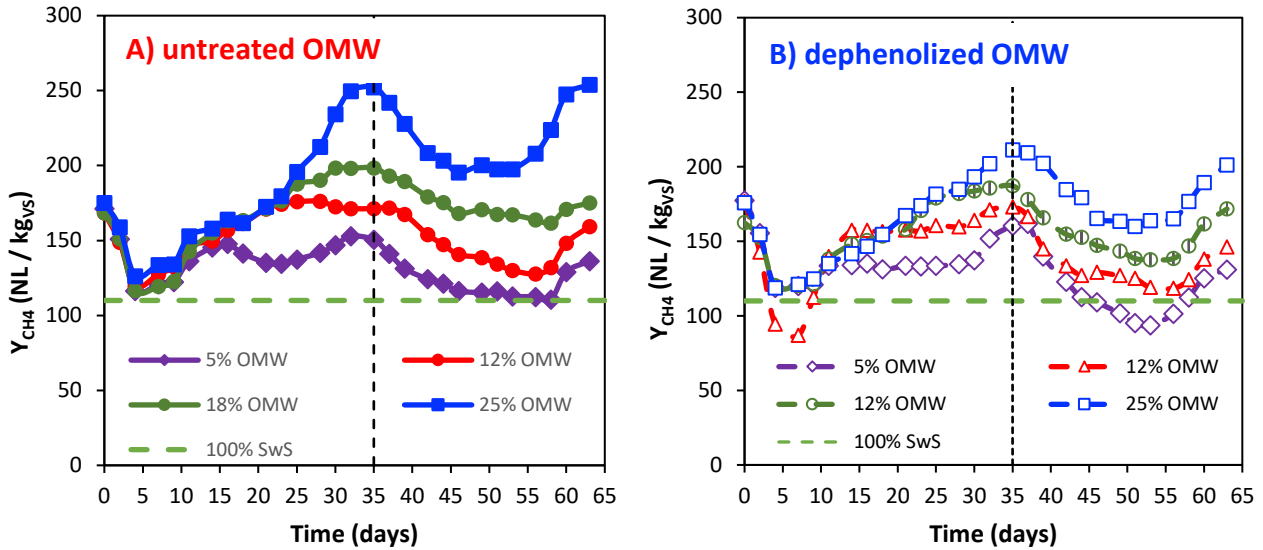 A) untreated OMW
300
250
200
150
100
50
0
Y_CH4 (NL / kg_VS)
5% OMW
12% OMW
18% OMW
25% OMW
100% SwS
0 5 10 15 20 25 30 35 40 45 50 55 60 65
Time (days)
B) dephenolized OMW
300
250
200
150
100
50
0
Y_CH4 (NL / kg_VS)
5% OMW
12% OMW
12% OMW
25% OMW
100% SwS
0 5 10 15 20 25 30 35 40 45 50 55 60 65
Time (days)